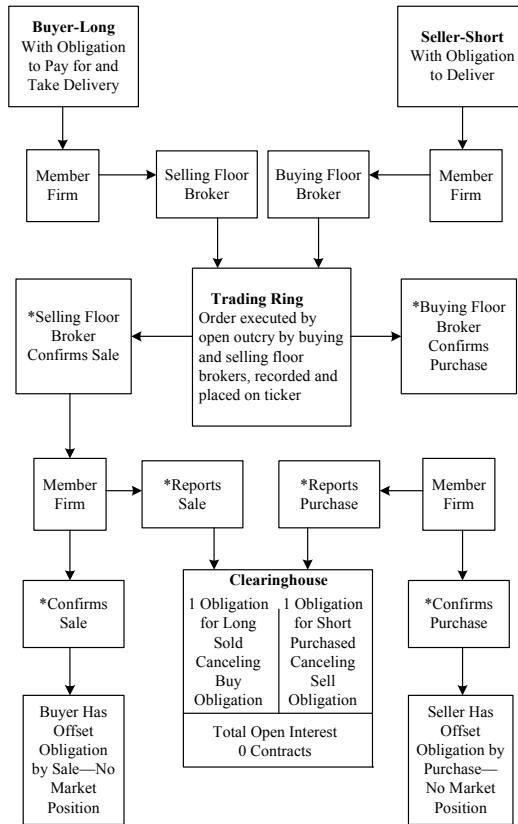 Buyer-Long
With Obligation
to Pay for and
Take Delivery
Seller-Short
With Obligation
to Deliver
Member
Firm
Selling Floor
Broker
Buying Floor
Broker
Member
Firm
*Selling Floor
Broker
Confirms Sale
Trading Ring
Order executed by
open outcry by buying
and selling floor
brokers, recorded and
placed on ticker
*Buying Floor
Broker
Confirms
Purchase
Member
Firm
*Reports
Sale
*Reports
Purchase
Member
Firm
*Confirms
Sale
Clearinghouse
1 Obligation
for Long
Sold
Canceling
Buy
Obligation
1 Obligation
for Short
Purchased
Canceling
Sell
Obligation
Total Open Interest
0 Contracts
*Confirms
Purchase
Buyer Has
Offset
Obligation
by Sale—No
Market
Position
Seller Has
Offset
Obligation by
Purchase—
No Market
Position